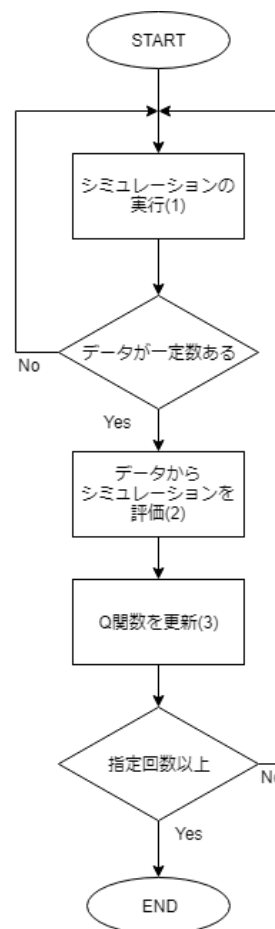 START
シミュレーションの
実行(1)
データが一定数ある
No
Yes
データから
シミュレーションを
評価(2)
Q関数を更新(3)
指定回数以上
No
Yes
END